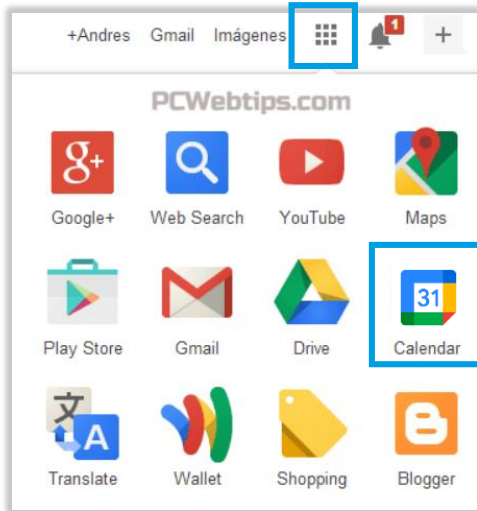 +Andres Gmail Imágenes 1 +
PCWebtips.com
8+
Google+ Web Search YouTube Maps
31
Play Store Gmail Drive Calendar
文 A
Translate Wallet Shopping Blogger